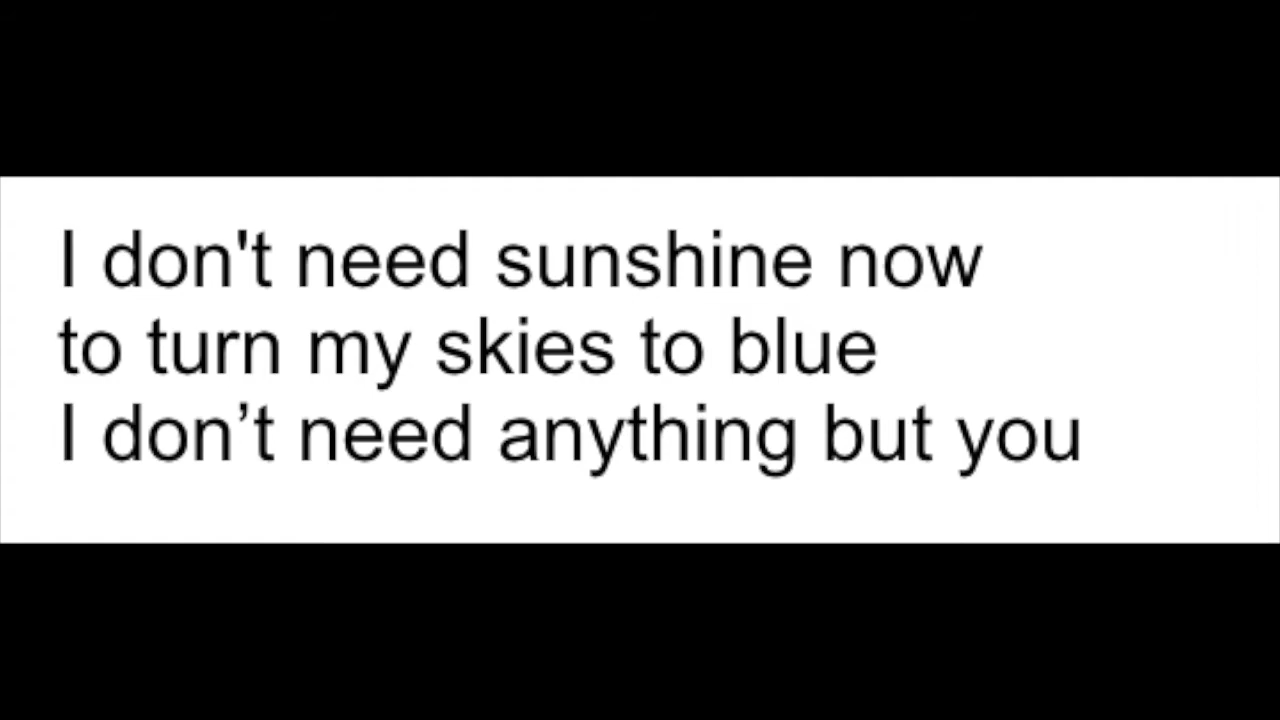 I don't need sunshine now
to turn my skies to blue
I don’t need anything but you